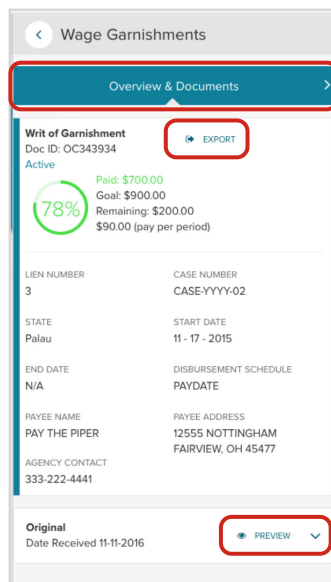 Wage Garnishments
Overview & Documents
Writ of Garnishment
EXPORT
Doc ID: OC343934
Active
78%
Paid: $700.00
Goal: $900.00
Remaining: $200.00
$90.00 (pay per period)
LIEN NUMBER
3
CASE NUMBER
CASE-YYYY-02
STATE
Palau
START DATE
11 - 17 - 2015
END DATE
N/A
DISBURSEMENT SCHEDULE
PAYDATE
PAYEE NAME
PAY THE PIPER
PAYEE ADDRESS
12555 NOTTINGHAM
FAIRVIEW, OH 45477
AGENCY CONTACT
333-222-4441
Original
Date Received 11-11-2016
PREVIEW